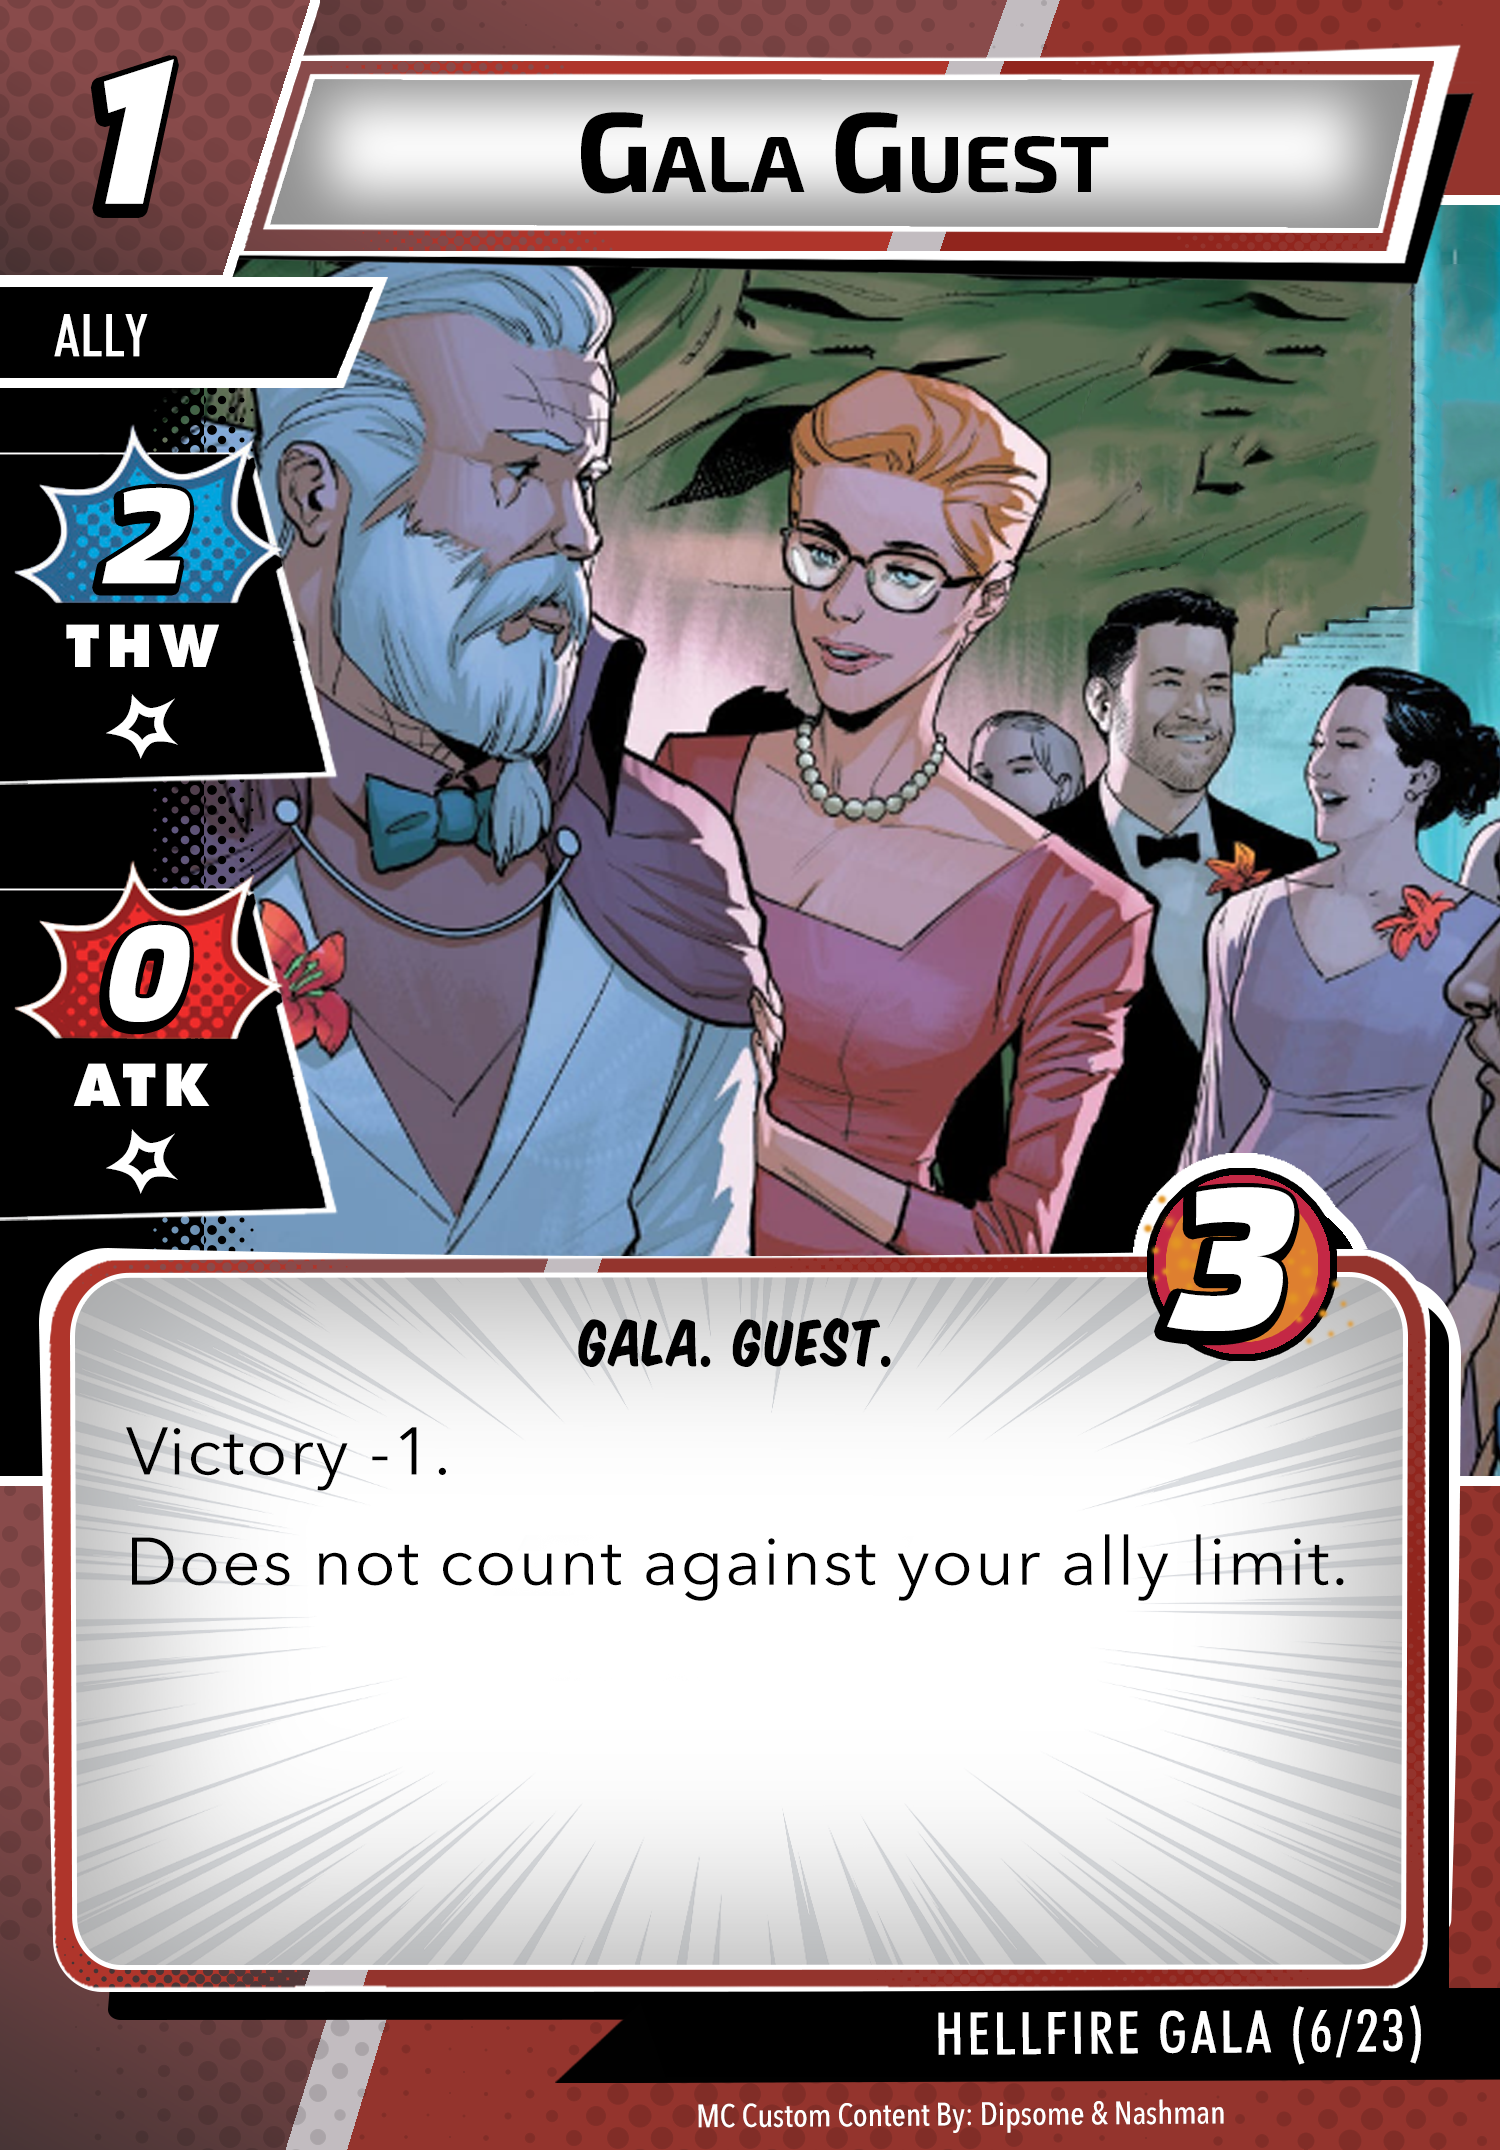 1
GALA GUEST
ALLY
2
THW
0
ATK
3
GALA. GUEST.
Victory -1.
Does not count against your ally limit.
HELLFIRE GALA (6/23)
MC Custom Content By: Dipsome & Nashman